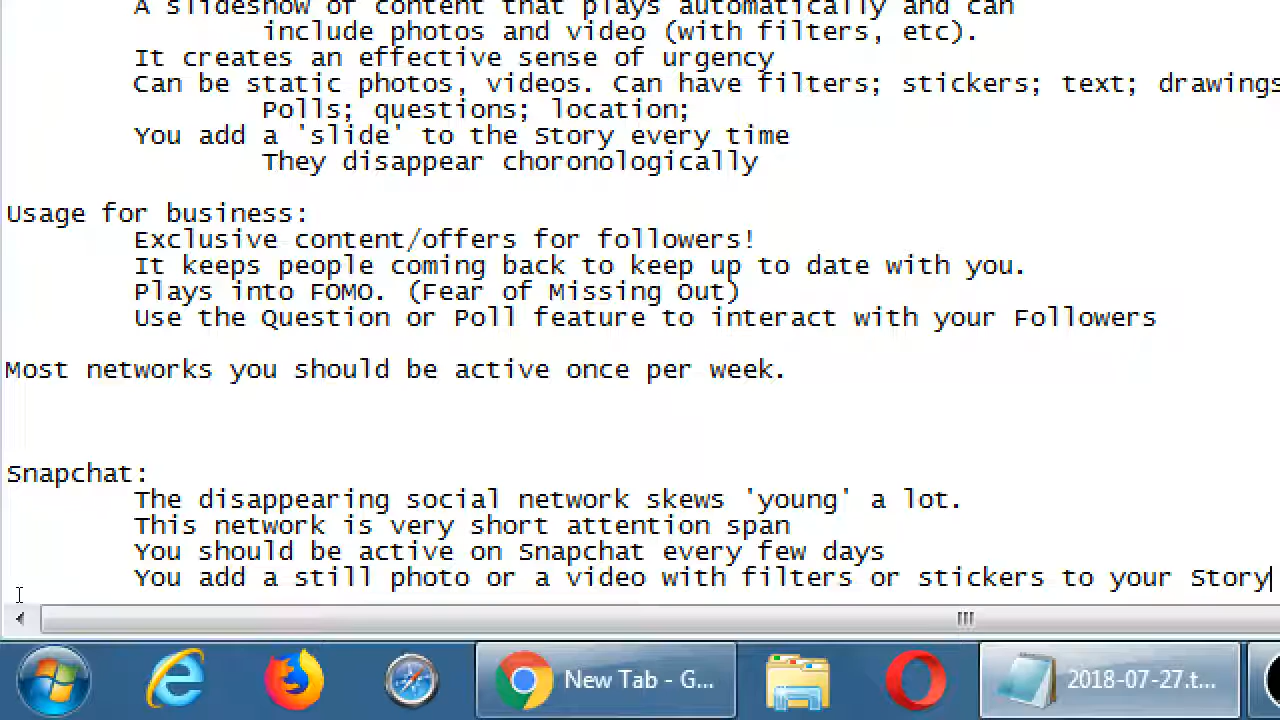 A slideshow of content that plays automatically and can
include photos and video (with filters, etc).
It creates an effective sense of urgency
Can be static photos, videos. Can have filters; stickers; text; drawings
Polls; questions; location;
You add a 'slide' to the Story every time
They disappear choronologically
Usage for business:
Exclusive content/offers for followers!
It keeps people coming back to keep up to date with you.
Plays into FOMO. (Fear of Missing Out)
Use the Question or Poll feature to interact with your Followers
Most networks you should be active once per week.
Snapchat:
The disappearing social network skews 'young' a lot.
This network is very short attention span
You should be active on Snapchat every few days
You add a still photo or a video with filters or stickers to your Story
New Tab - G...
2018-07-27.t...